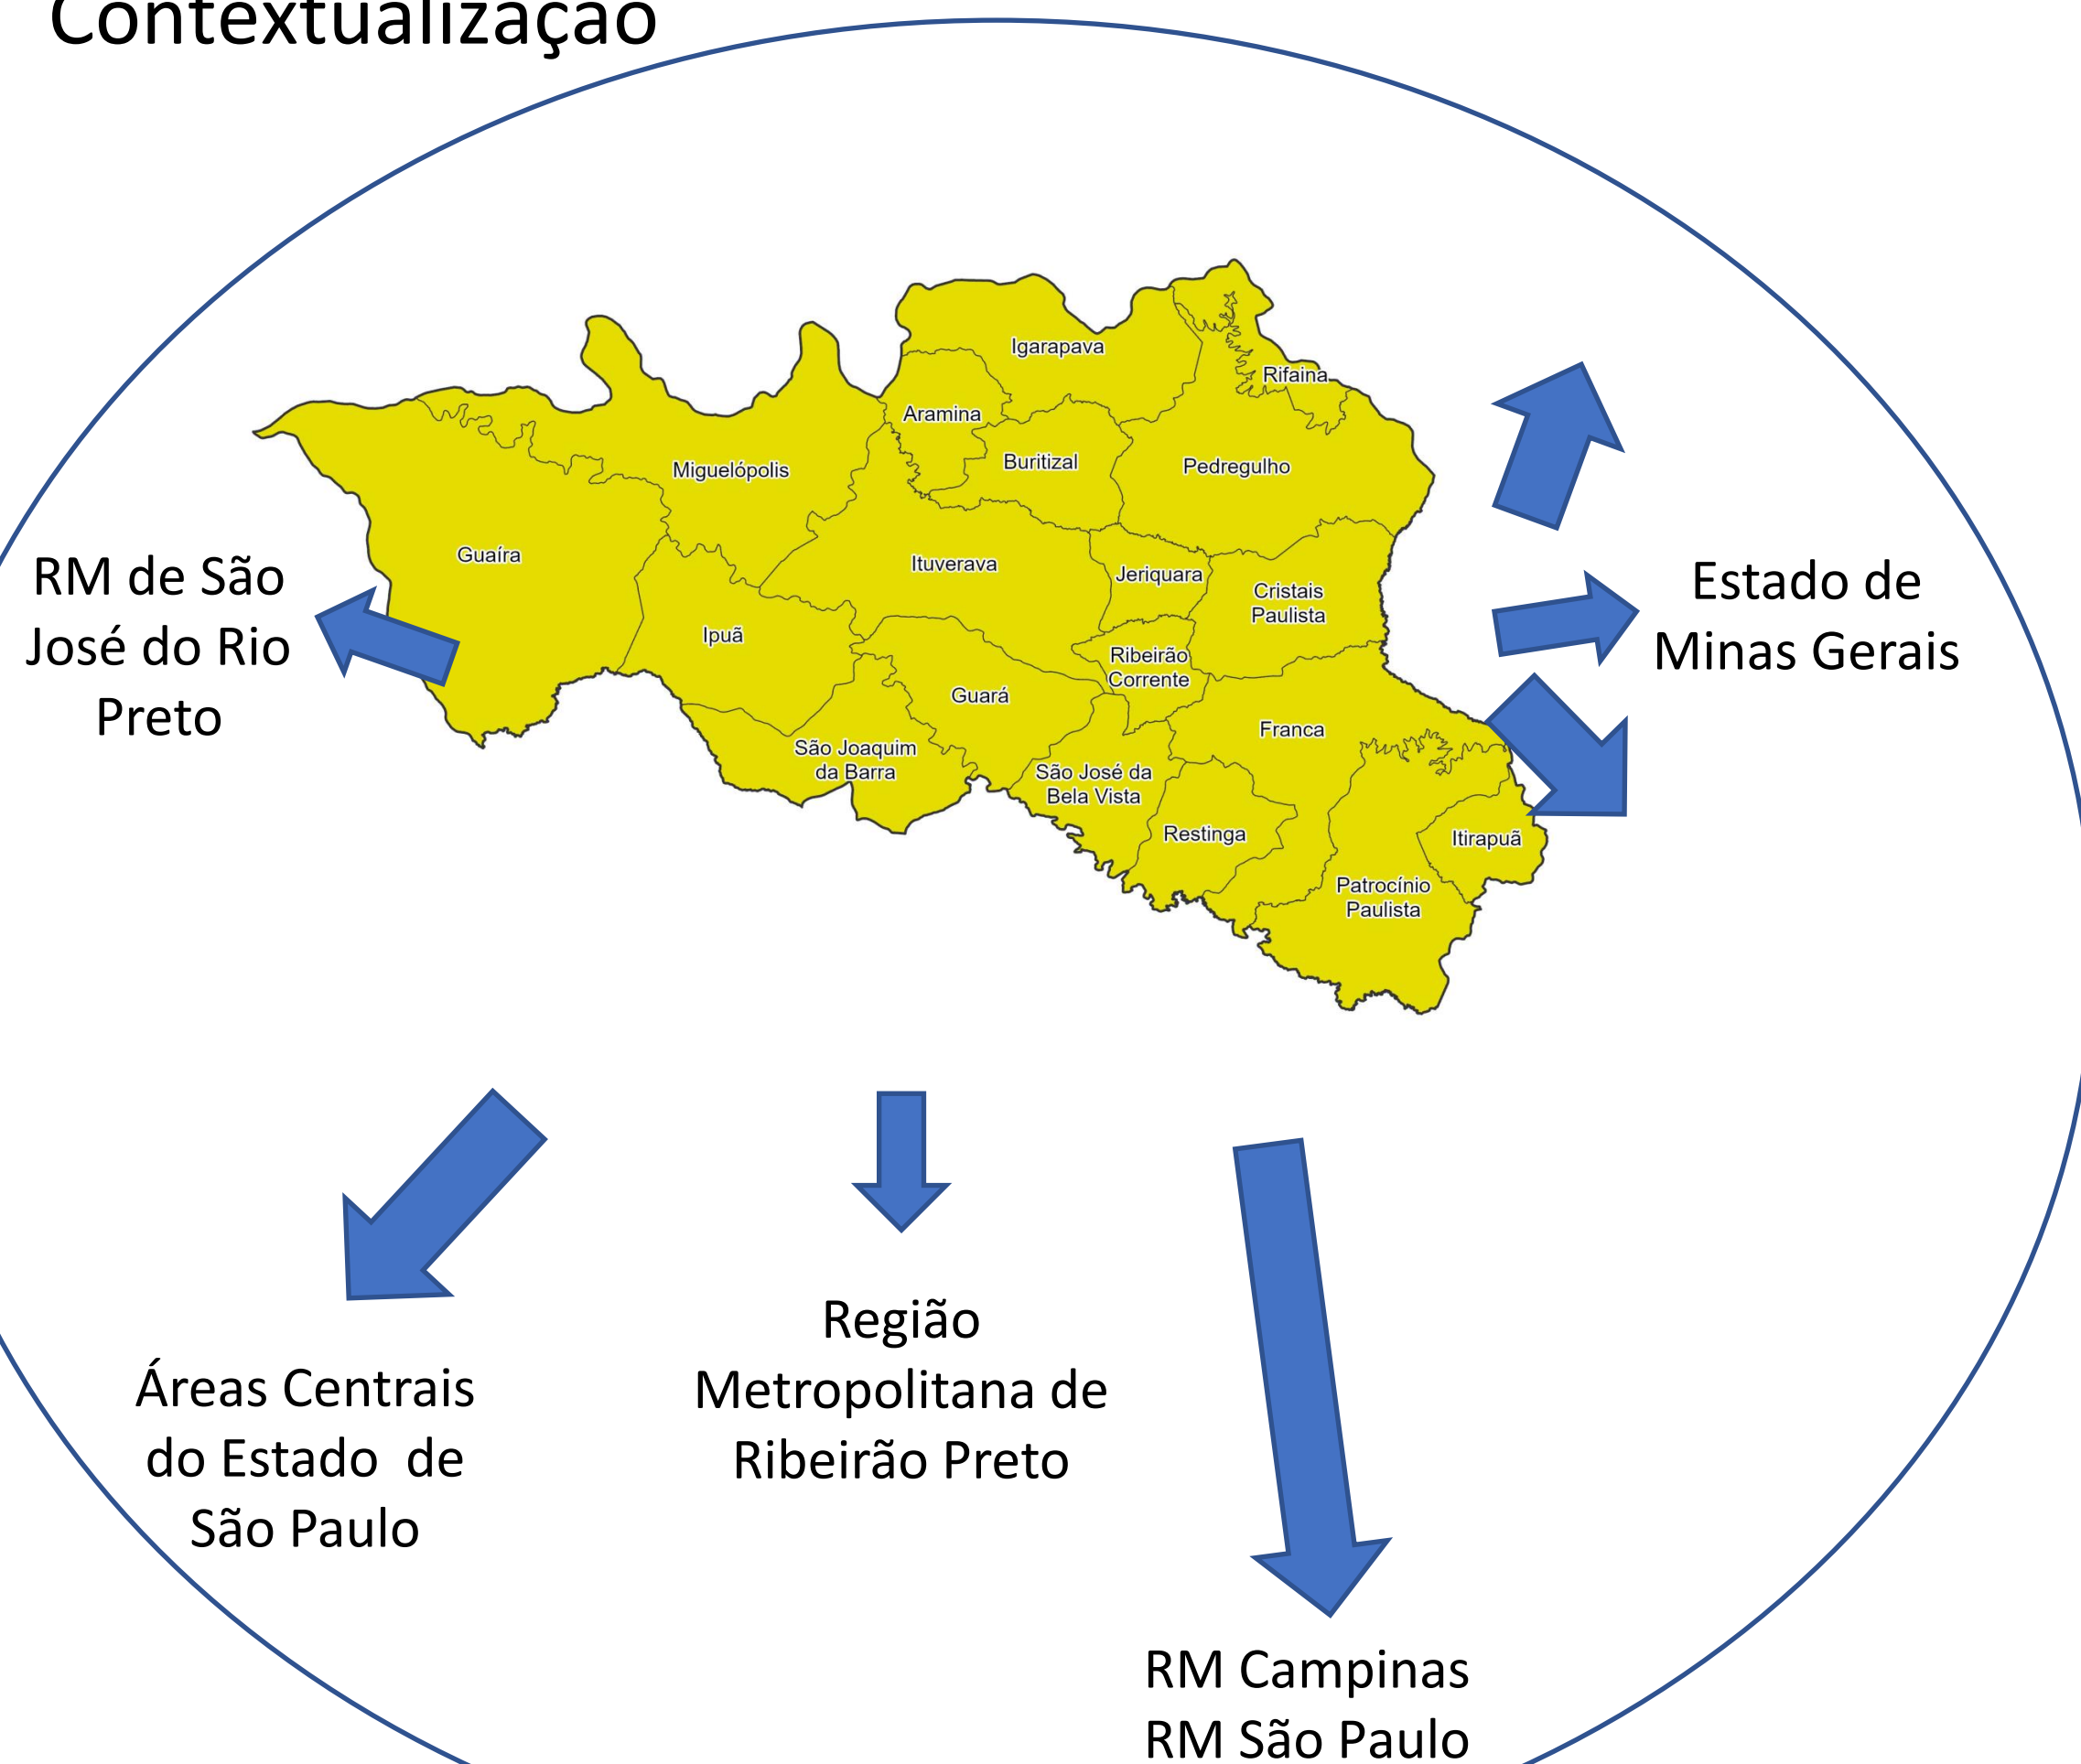 Contextualização
Igarapava
Rifaina
Aramina
Buritizal
Pedregulho
Miguelópolis
Guaíra
Ituverava
Jeriquara
Cristais
Paulista
Ipuã
Ribeirão
Corrente
Guará
Franca
São Joaquim
da Barra
São José da
Bela Vista
Restinga
Itirapuã
Patrocínio
Paulista
RM de São
José do Rio
Preto
Estado de
Minas Gerais
Áreas Centrais
do Estado  de
São Paulo
Região
Metropolitana de
Ribeirão Preto
RM Campinas
RM São Paulo